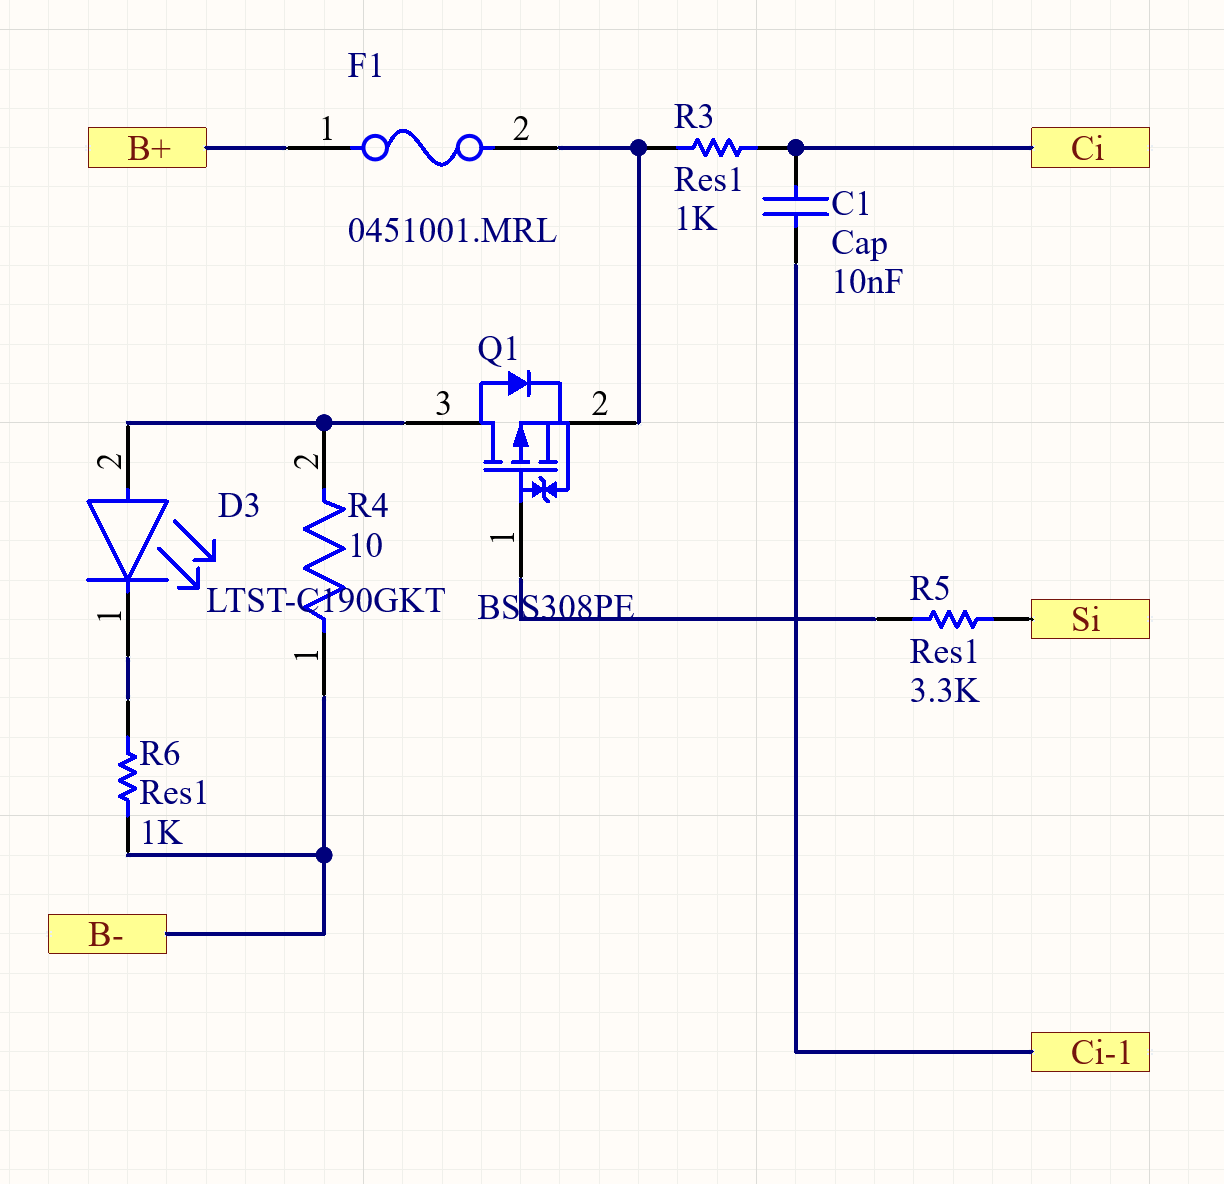 F1
B+
1
2
0451001.MRL
R3
Res1
1K
Ci
C1
Cap
10nF
Q1
3
2
1
BSS308PE
2
D3
LTST-C190GKT
1
2
R4
10
1
R5
Res1
3.3K
Si
R6
Res1
1K
B-
Ci-1